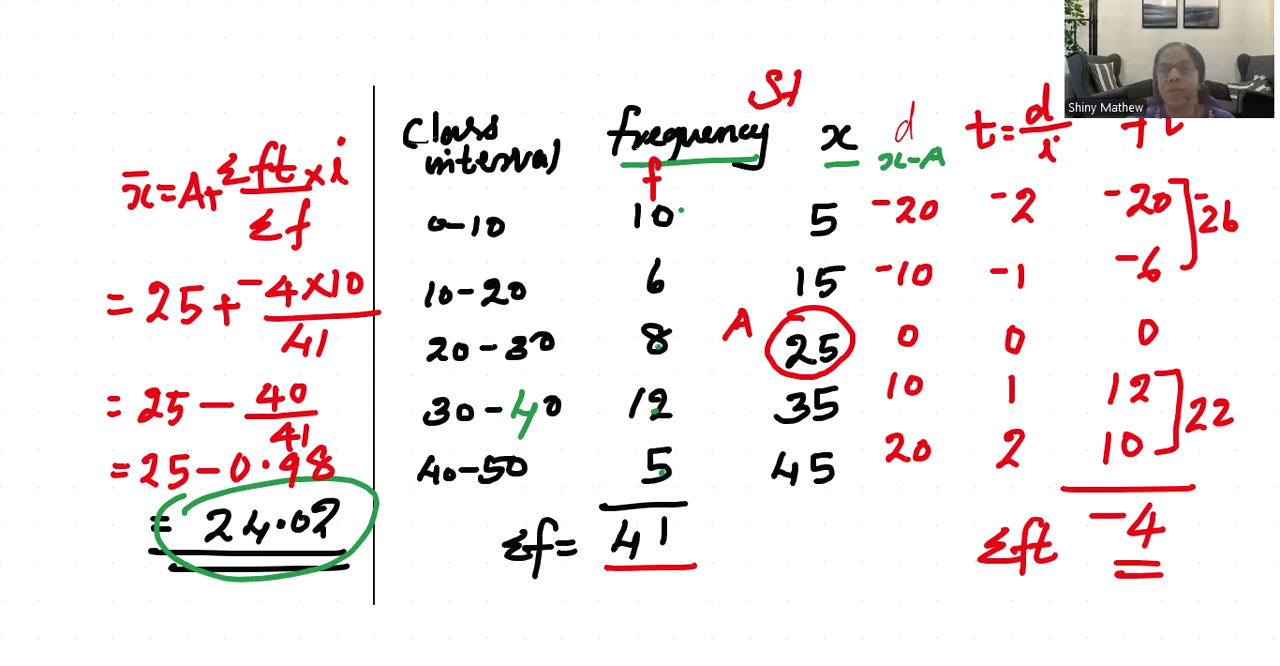 Shiny Mathew
x̄ = A + Σft/Σf × i
= 25 + -4×10/41
= 25 - 40/41
= 25 - 0.98
= 24.02
Class interval frequency f x d x-A t = d/i
0-10 10 5 -20 -2 -20
-26
10-20 6 15 -10 -1 -6
20-30 8 A 25 0 0 0
30-40 12 35 10 1 12
22
40-50 5 45 20 2 10
Σf = 41 Σft -4